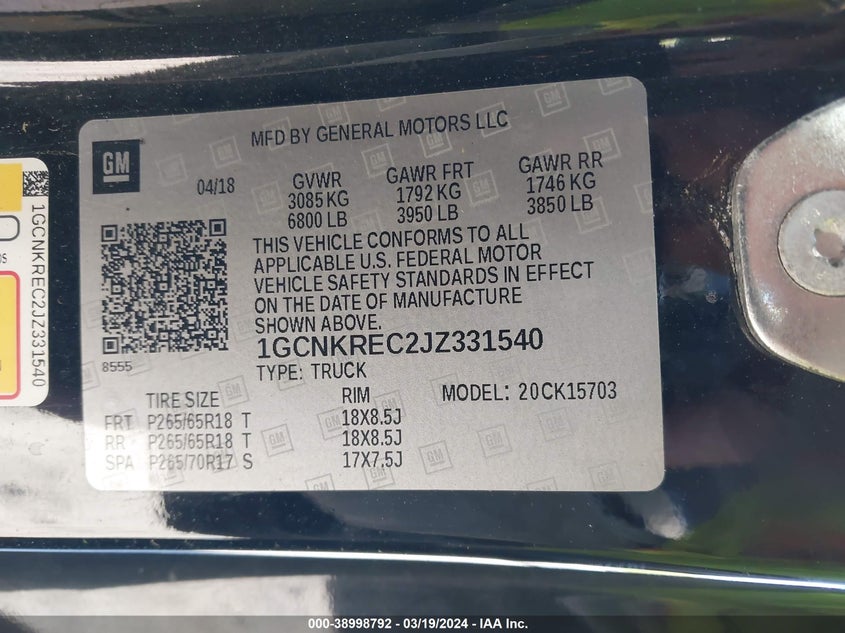 MFD BY GENERAL MOTORS LLC
GM
04/18
GVWR
3085 KG
6800 LB
GAWR FRT
1792 KG
3950 LB
GAWR RR
1746 KG
3850 LB
THIS VEHICLE CONFORMS TO ALL
APPLICABLE U.S. FEDERAL MOTOR
VEHICLE SAFETY STANDARDS IN EFFECT
ON THE DATE OF MANUFACTURE
SHOWN ABOVE.
8555
1GCNKREC2JZ331540
TYPE: TRUCK
MODEL: 20CK15703
TIRE SIZE RIM
FRT P265/65R18 T 18X8.5J
RR P265/65R18 T 18X8.5J
SPA P265/70R17 S 17X7.5J
1GCNKREC2JZ331540
000-38998792 - 03/19/2024 - IAA Inc.